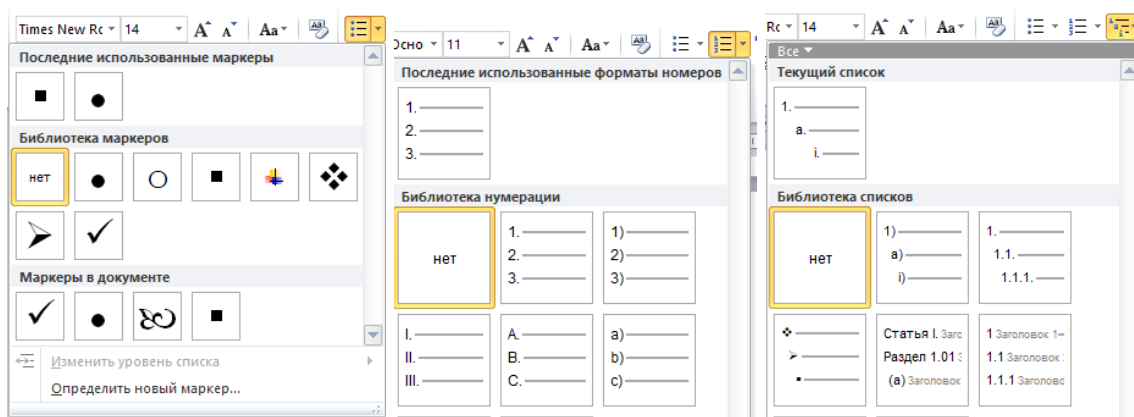 Times New Rc 14 A A Aa
Последние использованные маркеры
Библиотека маркеров
нет
Маркеры в документе
Изменить уровень списка
Определить новый маркер...
Осно 11 A A Aa
Последние использованные форматы номеров
1.
2.
3.
Библиотека нумерации
нет
1.
2.
3.
1)
2)
3)
I.
II.
III.
A.
B.
C.
a)
b)
c)
Rc 14 A A Aa
Все
Текущий список
1.
a.
i.
Библиотека списков
нет
1)
a)
i)
1.
1.1.
1.1.1.
Статья I. Загс
Раздел 1.01
(a) Заголовок
1 Заголовок 1
1.1 Заголовок
1.1.1 Заголовс